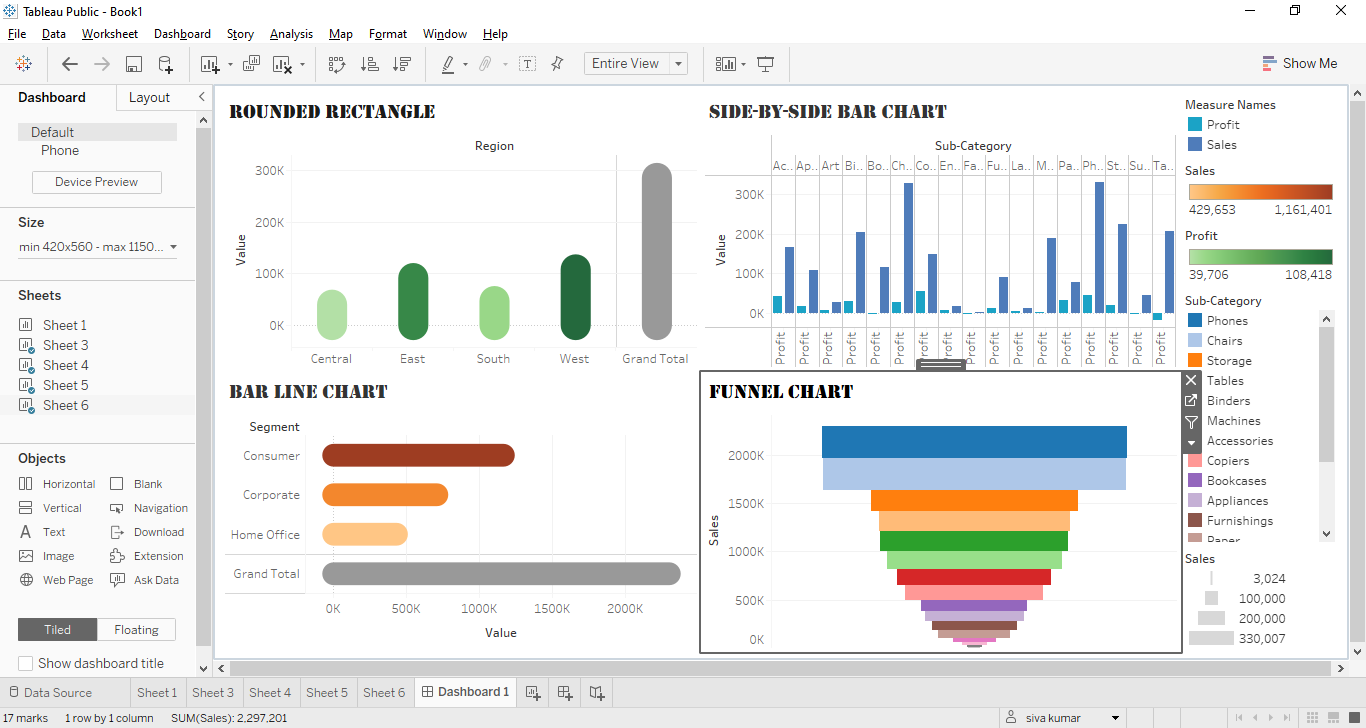 Tableau Public - Book1
File Data Worksheet Dashboard Story Analysis Map Format Window Help
Entire View
Show Me
Dashboard Layout
Default
Phone
Device Preview
Size
min 420x560 - max 1150...
Sheets
Sheet 1
Sheet 3
Sheet 4
Sheet 5
Sheet 6
Objects
Horizontal Blank
Vertical Navigation
Text Download
Image Extension
Web Page Ask Data
Tiled Floating
Show dashboard title
ROUNDED RECTANGLE
Region
300K
200K
100K
0K
Value
Central East South West Grand Total
SIDE-BY-SIDE BAR CHART
Sub-Category
Ac.. Ap.. Art Bi.. Bo.. Ch.. Co.. En.. Fa.. Fu.. La.. M.. Pa.. Ph.. St.. Su.. Ta..
300K
200K
100K
0K
Value
Profit Profit Profit Profit Profit Profit Profit Profit Profit Profit Profit Profit Profit Profit Profit Profit Profit
BAR LINE CHART
Segment
Consumer
Corporate
Home Office
Grand Total
0K 500K 1000K 1500K 2000K
Value
FUNNEL CHART
2000K
1500K
1000K
500K
0K
Sales
Measure Names
Profit
Sales
Sales
429,653 1,161,401
Profit
39,706 108,418
Sub-Category
Phones
Chairs
Storage
Tables
Binders
Machines
Accessories
Copiers
Bookcases
Appliances
Furnishings
Paper
Sales
3,024
100,000
200,000
330,007
Data Source Sheet 1 Sheet 3 Sheet 4 Sheet 5 Sheet 6 Dashboard 1
17 marks 1 row by 1 column SUM(Sales): 2,297,201 siva kumar